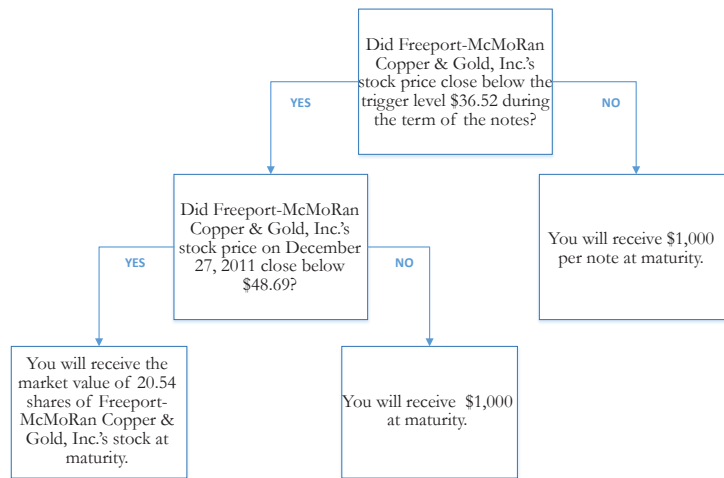 Did Freeport-McMoRan
Copper & Gold, Inc.'s
stock price close below the
trigger level $36.52 during
the term of the notes?
YES
NO
Did Freeport-McMoRan
Copper & Gold, Inc.'s
stock price on December
27, 2011 close below
$48.69?
You will receive $1,000
per note at maturity.
YES
NO
You will receive the
market value of 20.54
shares of Freeport-
McMoRan Copper &
Gold, Inc.'s stock at
maturity.
You will receive $1,000
at maturity.